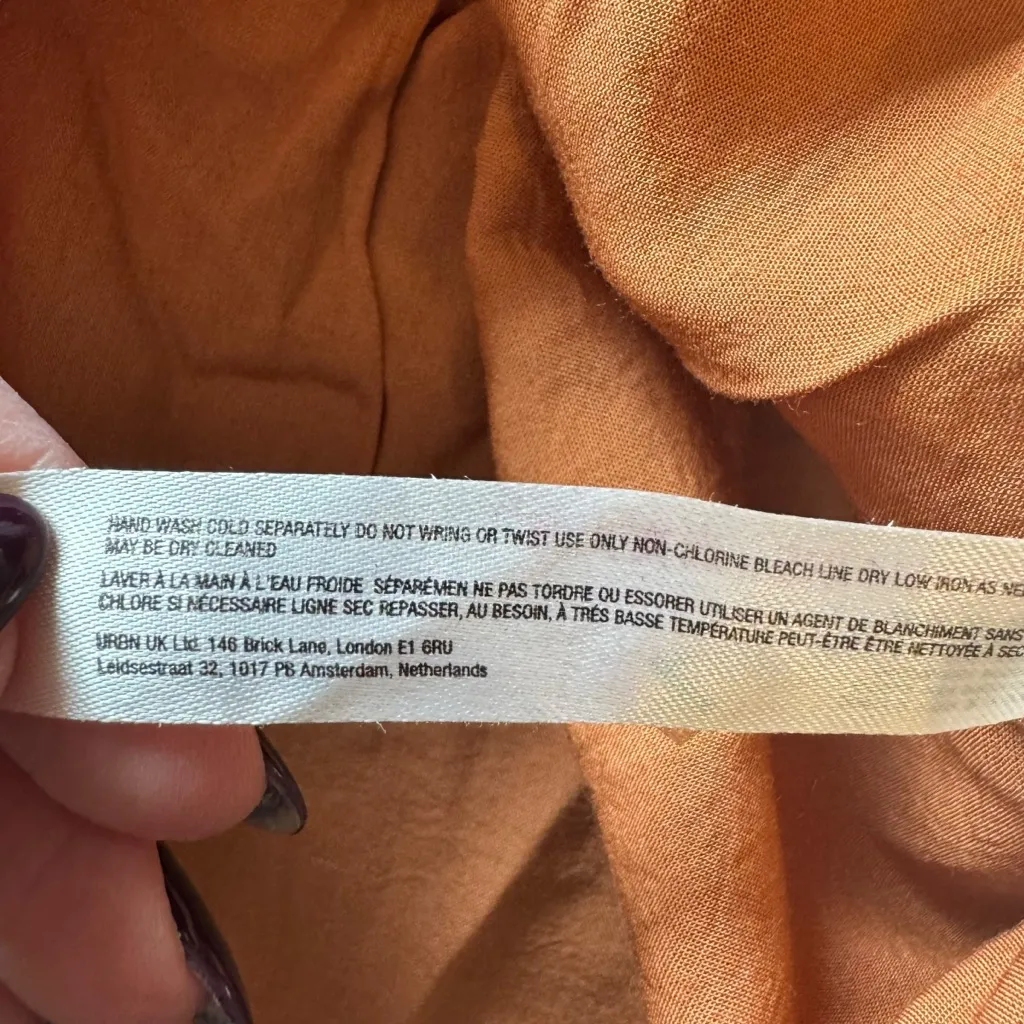 HAND WASH COLD SEPARATELY DO NOT WRING OR TWIST USE ONLY NON-CHLORINE BLEACH LINE DRY LOW IRON AS
MAY BE DRY CLEANED
LAVER À LA MAIN À L'EAU FROIDE SÉPARÉMEN NE PAS TORDRE OU ESSORER UTILISER UN AGENT DE BLANCHIMENT SANS
CHLORE SI NÉCESSAIRE LIGNE SEC REPASSER, AU BESOIN, À TRÉS BASSE TEMPÉRATURE PEUT-ÊTRE ÊTRE NETTOYÉE À SEC
URBN UK Ltd. 146 Brick Lane, London E1 6RU
Leidsestraat 32, 1017 PB Amsterdam, Netherlands